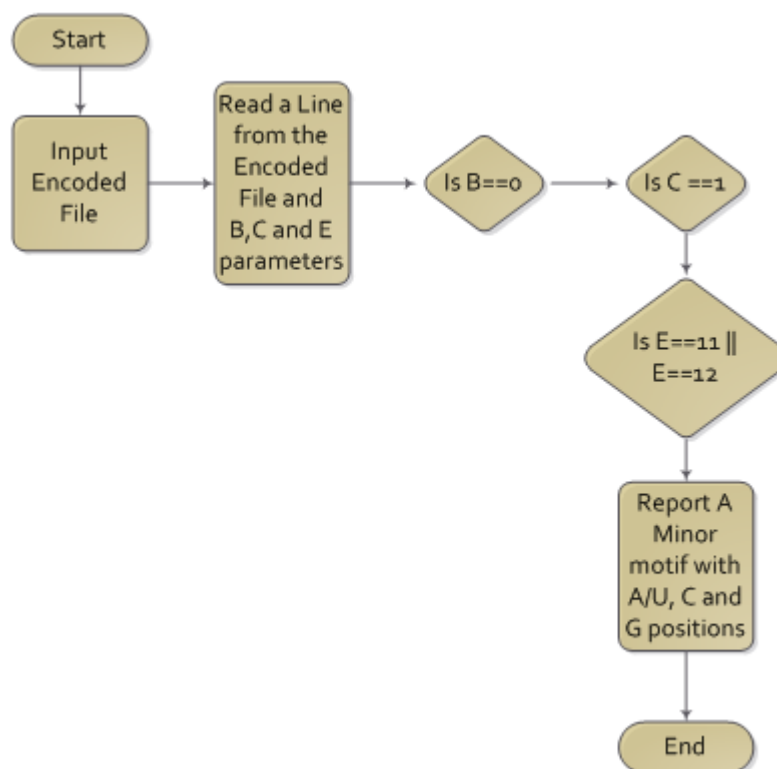 Start
Input
Encoded
File
Read a Line
from the
Encoded
File and
B,C and E
parameters
Is B==0
Is C ==1
Is E==11 ||
E==12
Report A
Minor
motif with
A/U, C and
G positions
End